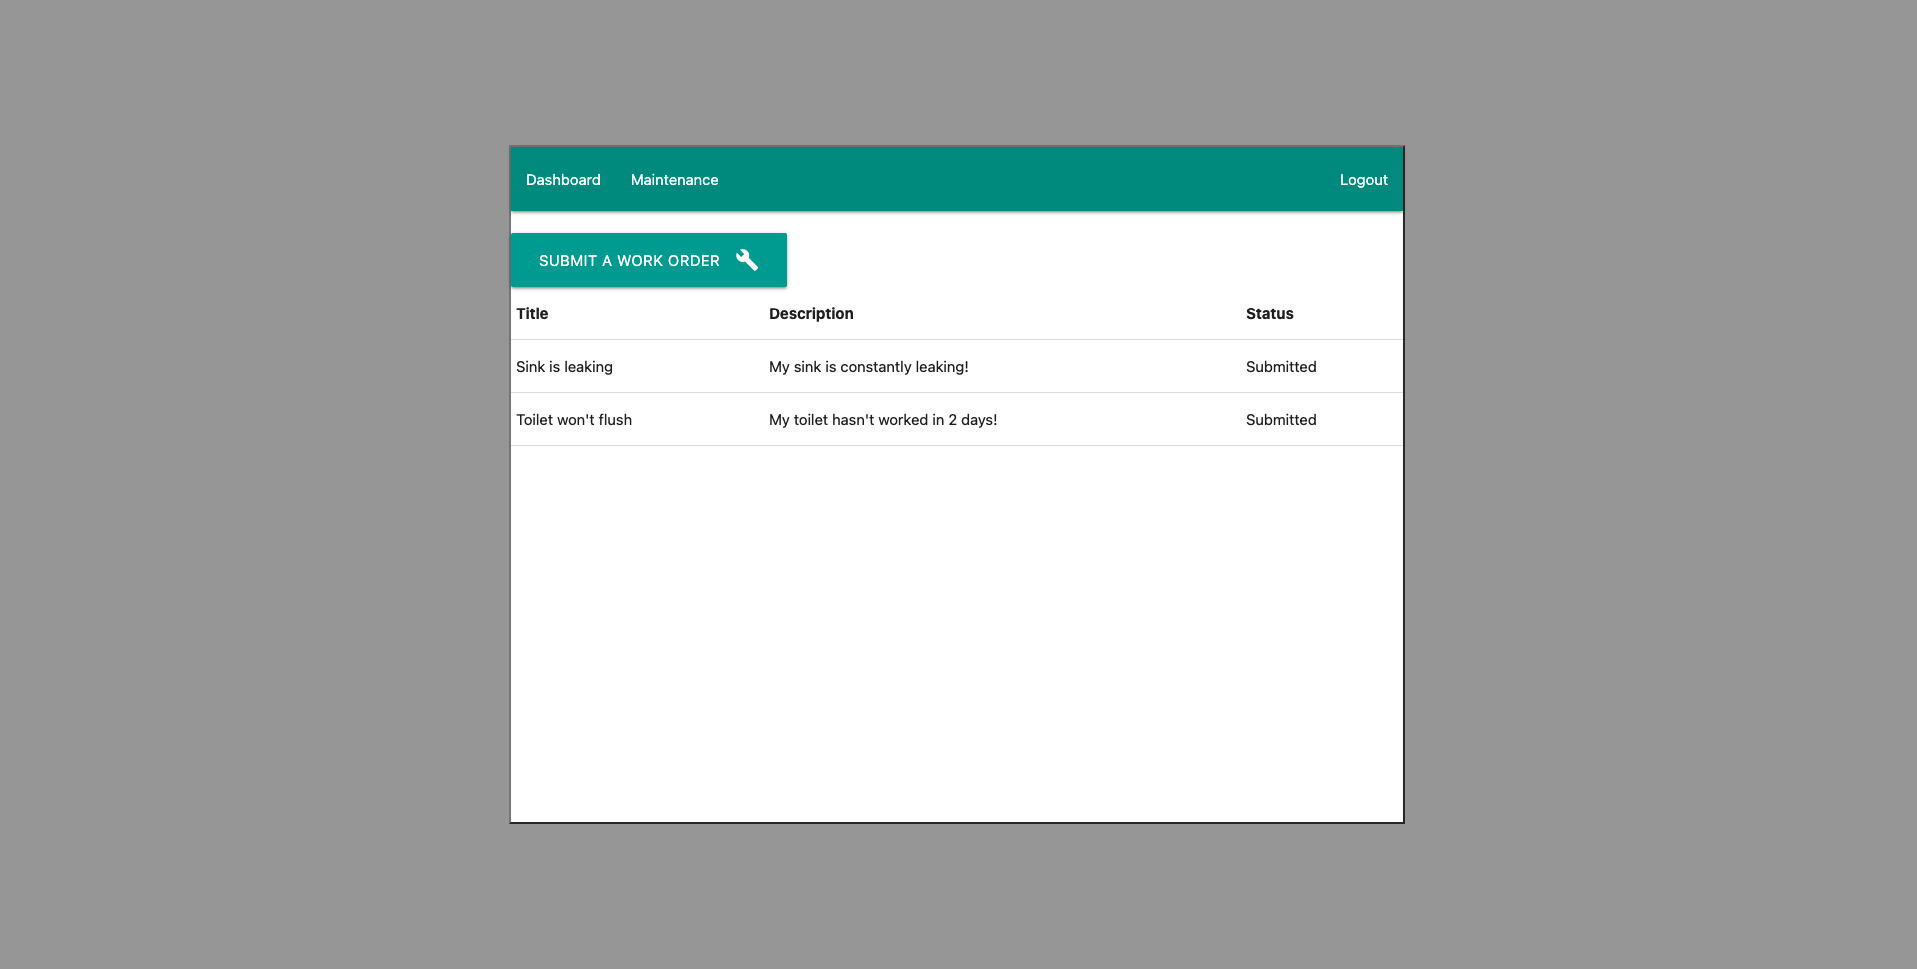 Dashboard Maintenance Logout
SUBMIT A WORK ORDER
Title Description Status
Sink is leaking My sink is constantly leaking! Submitted
Toilet won't flush My toilet hasn't worked in 2 days! Submitted